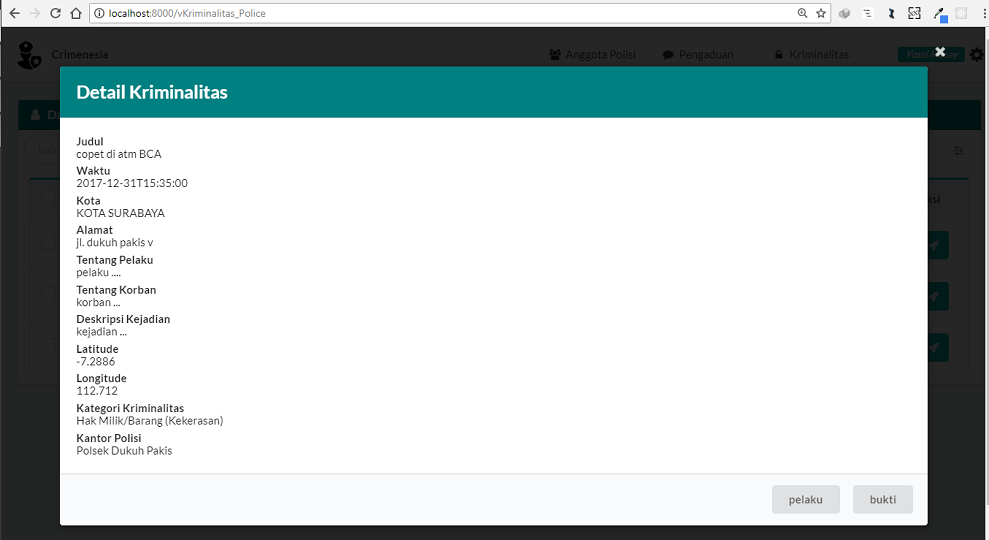 localhost:8000/vKriminalitas_Police
Crimenesia
Anggota Polisi
Pengaduan
Kriminalitas
Detail Kriminalitas
Judul
copet di atm BCA
Waktu
2017-12-31T15:35:00
Kota
KOTA SURABAYA
Alamat
jl. dukuh pakis v
Tentang Pelaku
pelaku ....
Tentang Korban
korban ...
Deskripsi Kejadian
kejadian ...
Latitude
-7.2886
Longitude
112.712
Kategori Kriminalitas
Hak Milik/Barang (Kekerasan)
Kantor Polisi
Polsek Dukuh Pakis
pelaku
bukti